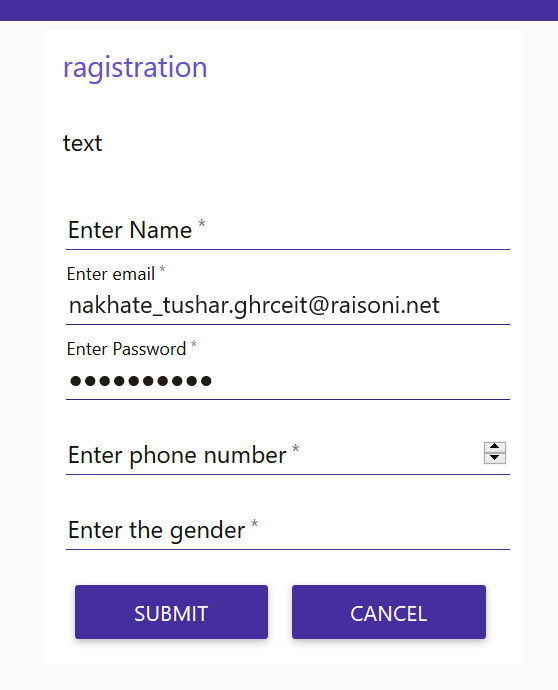 ragistration
text
Enter Name *
Enter email *
nakhate_tushar.ghrceit@raisoni.net
Enter Password *
●●●●●●●●●●
Enter phone number *
Enter the gender *
SUBMIT CANCEL